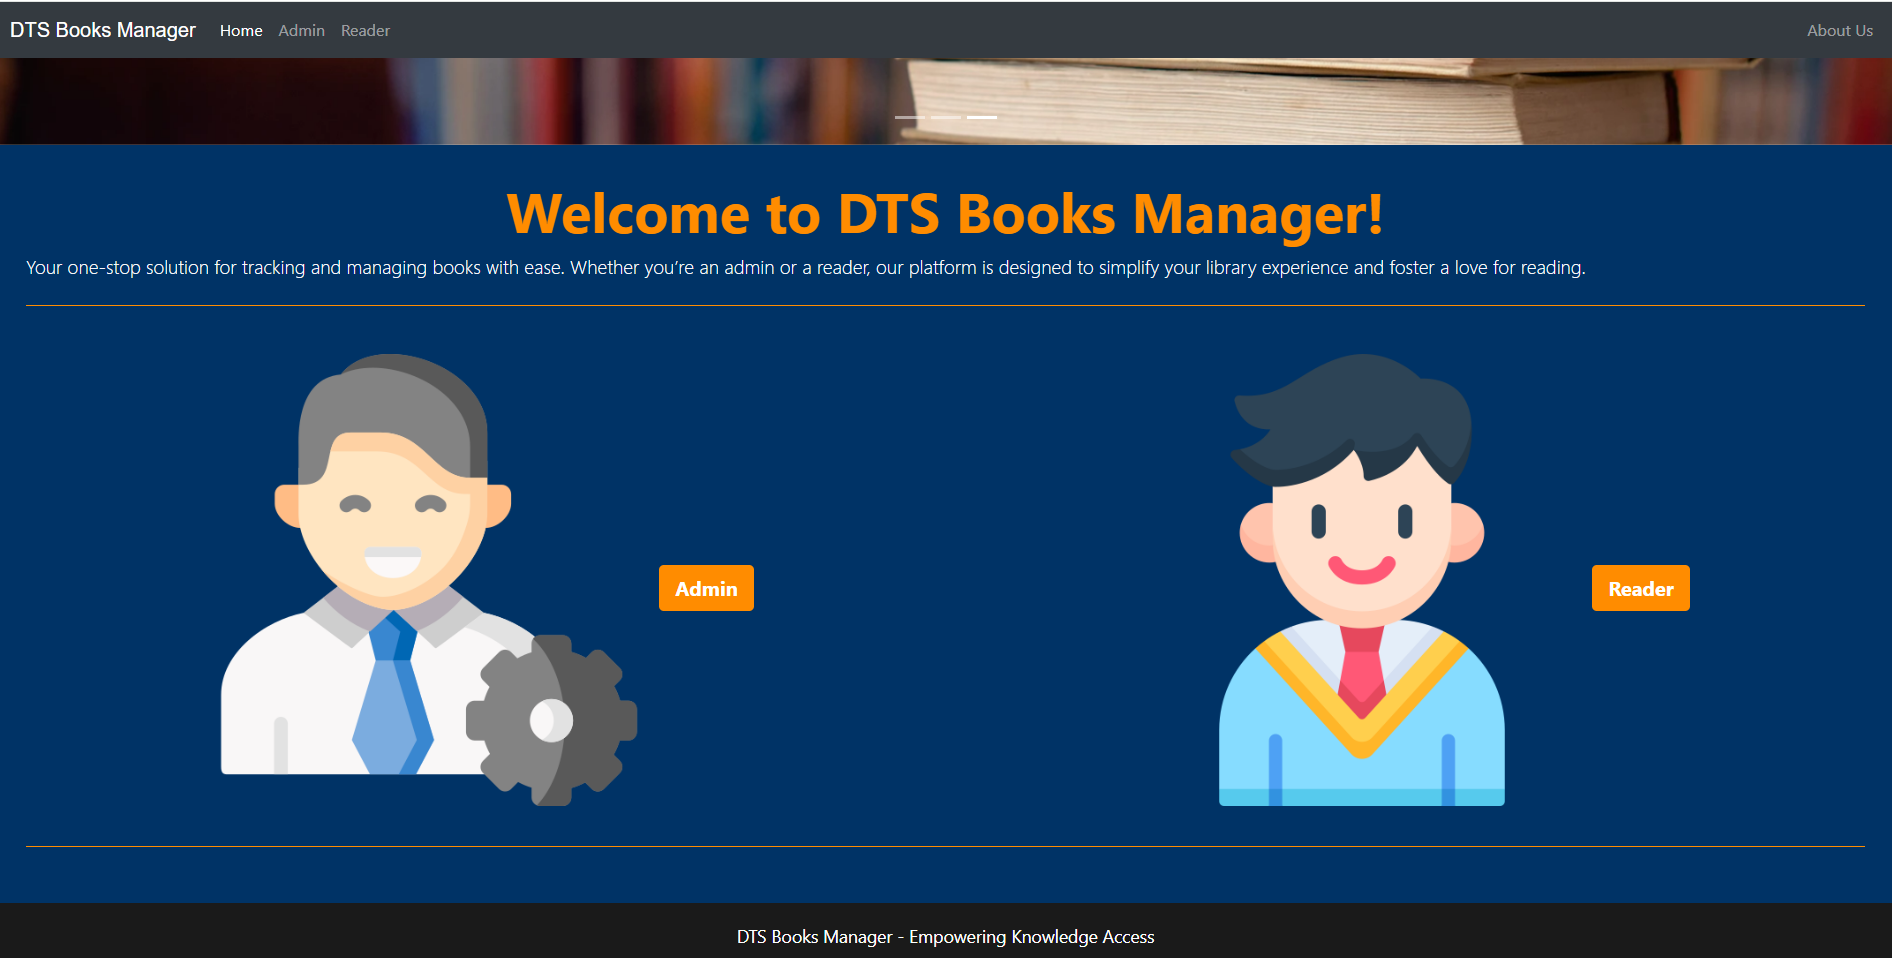 DTS Books Manager Home Admin Reader About Us
Welcome to DTS Books Manager!
Your one-stop solution for tracking and managing books with ease. Whether you’re an admin or a reader, our platform is designed to simplify your library experience and foster a love for reading.
Admin
Reader
DTS Books Manager - Empowering Knowledge Access